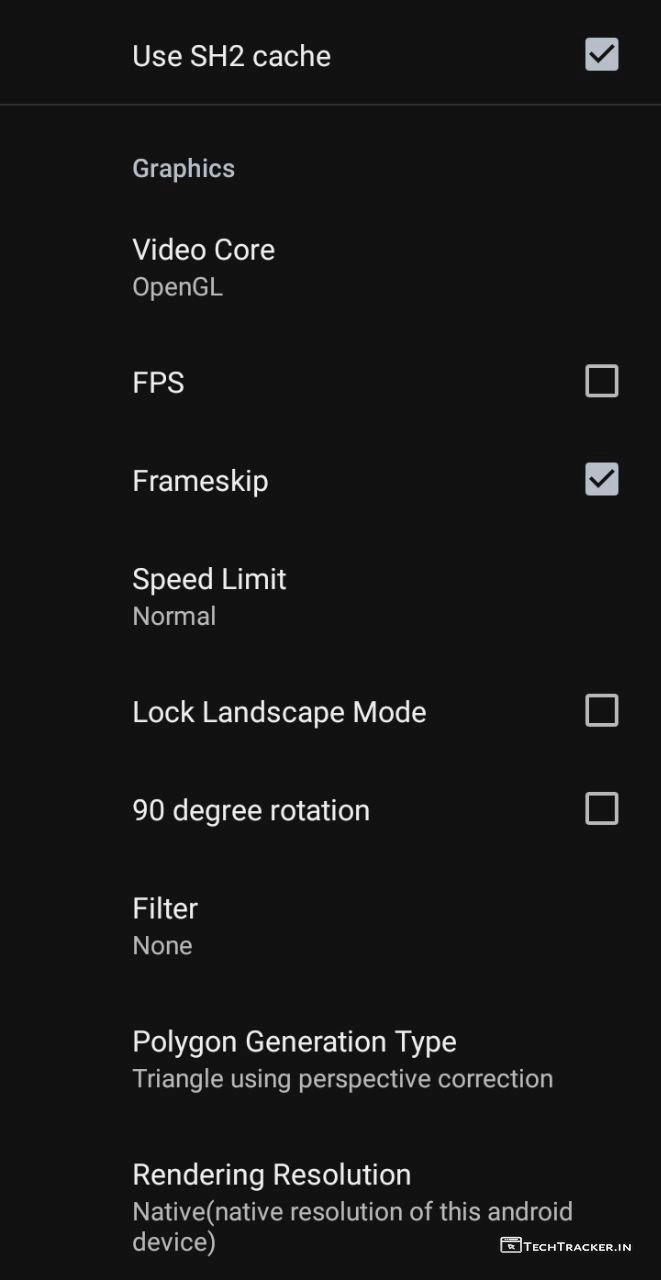 Use SH2 cache
Graphics
Video Core
OpenGL
FPS
Frameskip
Speed Limit
Normal
Lock Landscape Mode
90 degree rotation
Filter
None
Polygon Generation Type
Triangle using perspective correction
Rendering Resolution
Native(native resolution of this android
device)
TECHTRACKER.IN